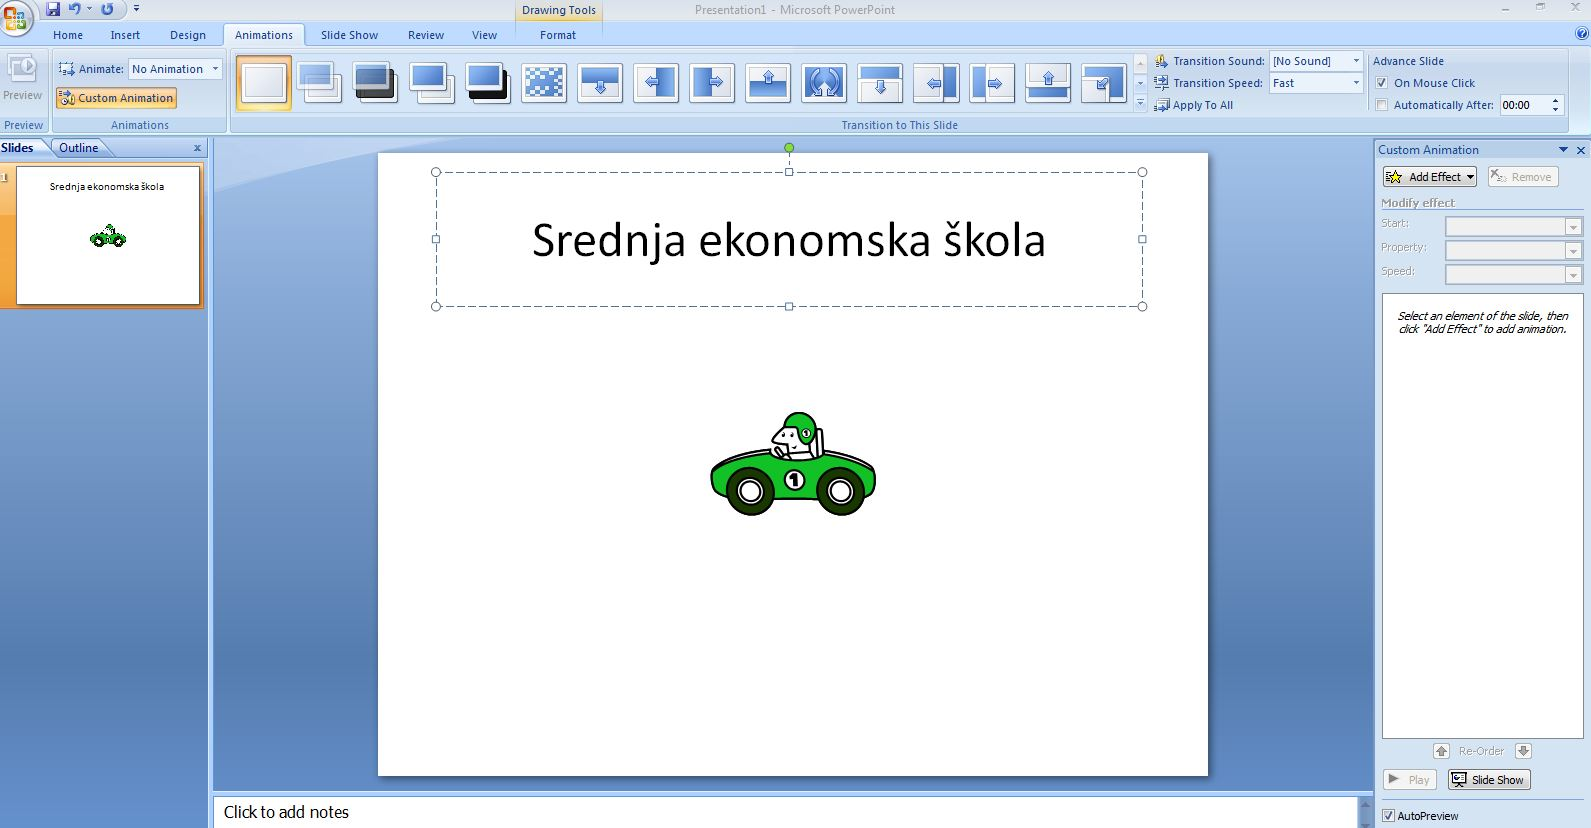 Drawing Tools
Presentation1 - Microsoft PowerPoint
Home Insert Design Animations Slide Show Review View Format
Preview
Animate: No Animation
Custom Animation
Transition Sound: [No Sound]
Transition Speed: Fast
Apply To All
Advance Slide
On Mouse Click
Automatically After: 00:00
Preview Animations Transition to This Slide
Slides Outline
1
Srednja ekonomska škola
Srednja ekonomska škola
1
1
Click to add notes
Custom Animation
Add Effect Remove
Modify effect
Start:
Property:
Speed:
Select an element of the slide, then
click "Add Effect" to add animation.
Re-Order
Play Slide Show
AutoPreview